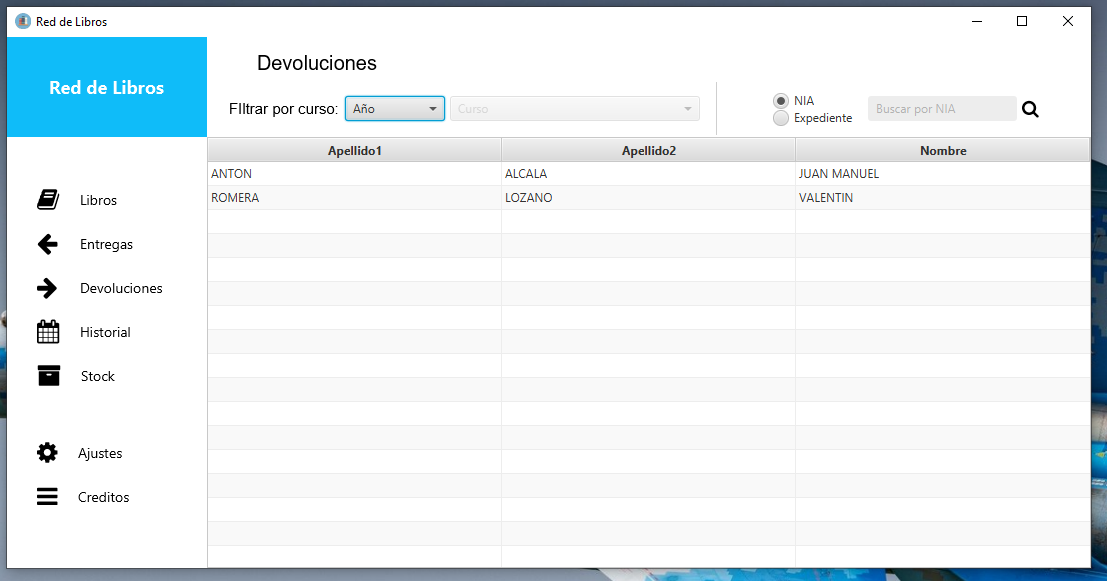 Red de Libros
Red de Libros
Devoluciones
FIltrar por curso: Año Curso
NIA
Expediente
Buscar por NIA
Apellido1 Apellido2 Nombre
ANTON ALCALA JUAN MANUEL
ROMERA LOZANO VALENTIN
Libros
Entregas
Devoluciones
Historial
Stock
Ajustes
Creditos